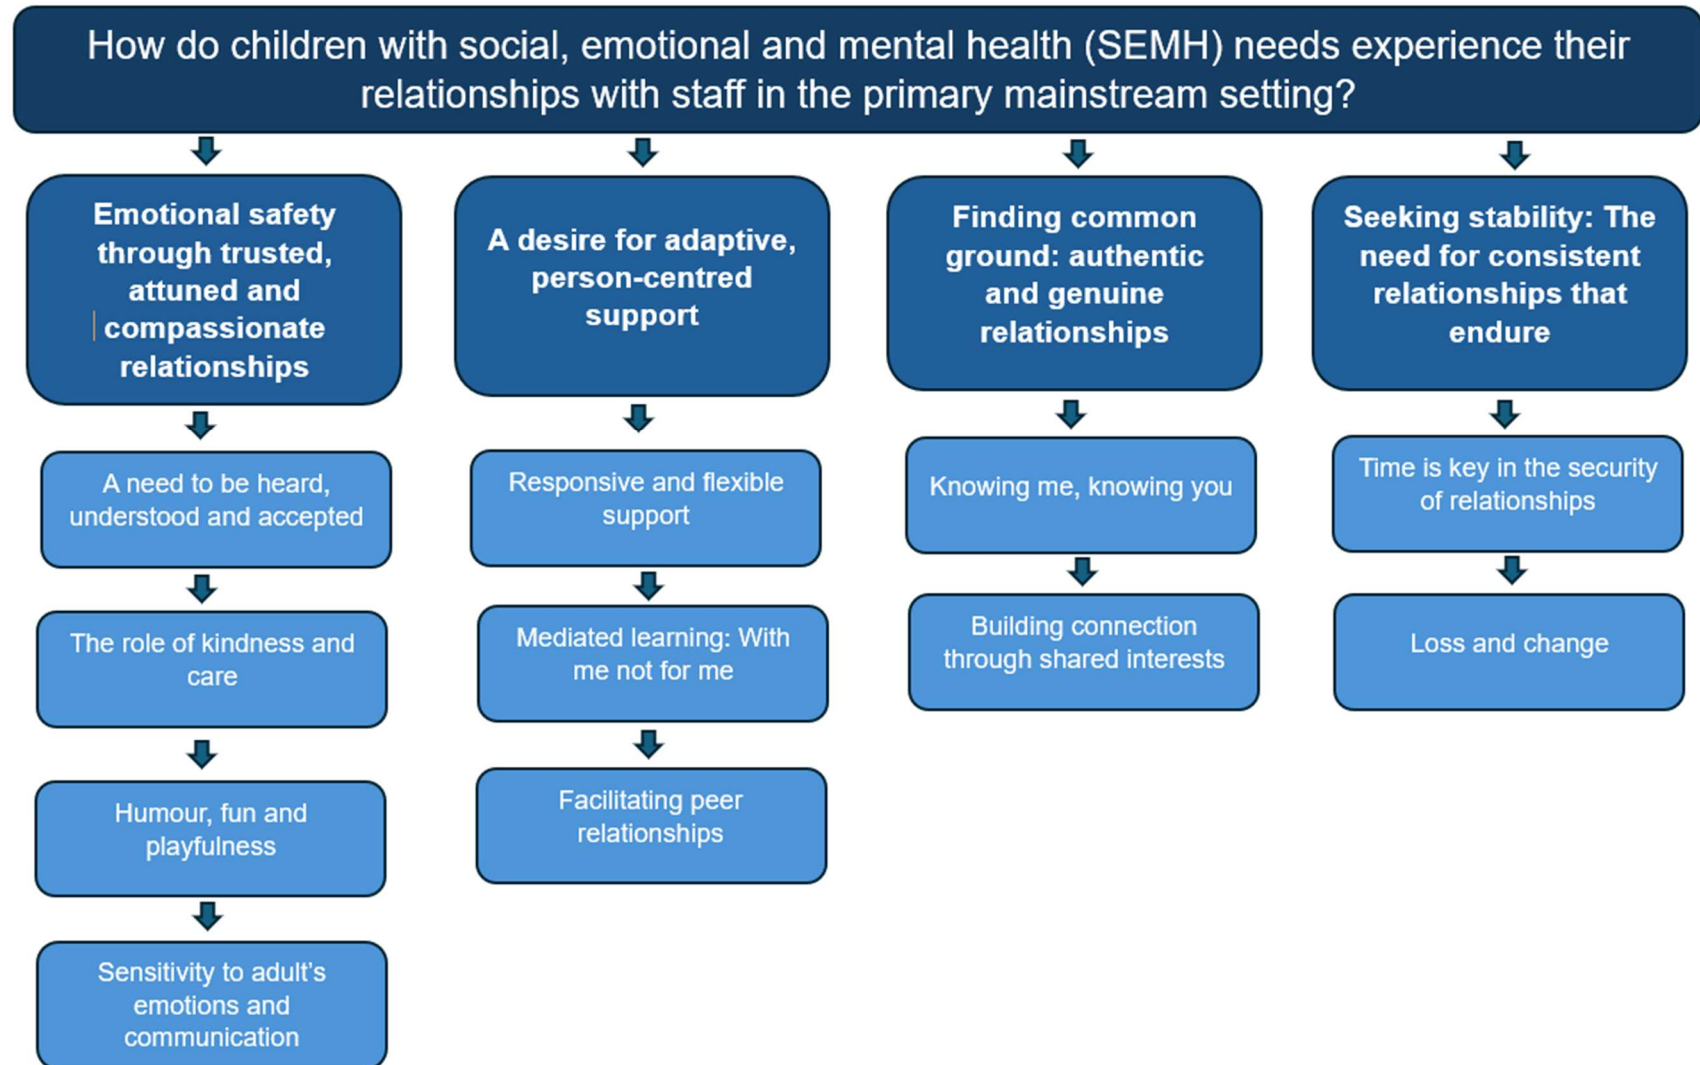 How do children with social, emotional and mental health (SEMH) needs experience their
relationships with staff in the primary mainstream setting?
Emotional safety
through trusted,
attuned and
compassionate
relationships
A need to be heard,
understood and accepted
The role of kindness and
care
Humour, fun and
playfulness
Sensitivity to adult’s
emotions and
communication
A desire for adaptive,
person-centred
support
Responsive and flexible
support
Mediated learning: With
me not for me
Facilitating peer
relationships
Finding common
ground: authentic
and genuine
relationships
Knowing me, knowing you
Building connection
through shared interests
Seeking stability: The
need for consistent
relationships that
endure
Time is key in the security
of relationships
Loss and change